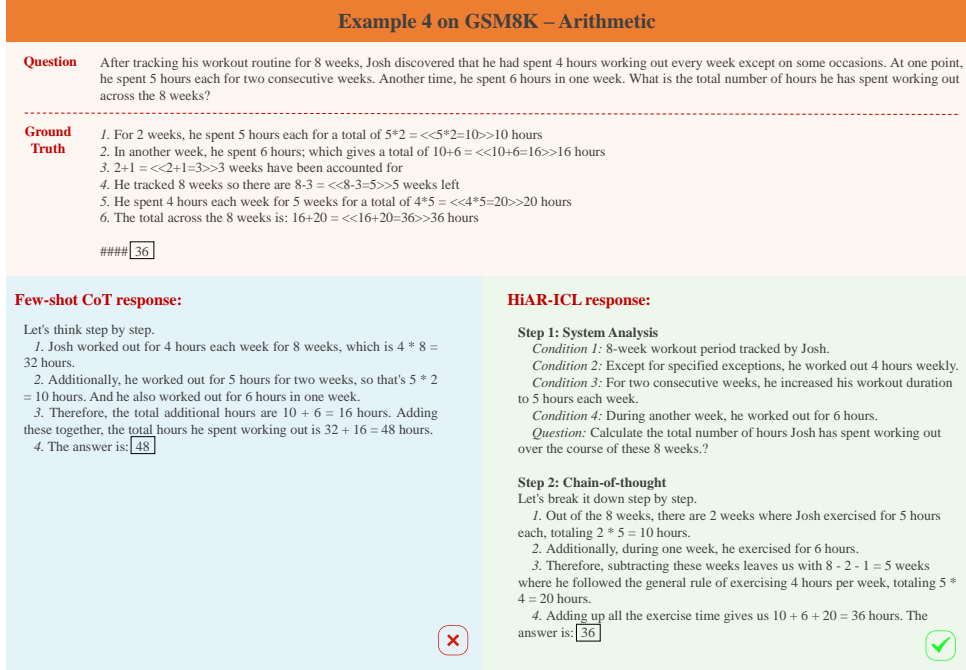 Example 4 on GSM8K – Arithmetic
Question
After tracking his workout routine for 8 weeks, Josh discovered that he had spent 4 hours working out every week except on some occasions. At one point,
he spent 5 hours each for two consecutive weeks. Another time, he spent 6 hours in one week. What is the total number of hours he has spent working out
across the 8 weeks?
Ground
Truth
1. For 2 weeks, he spent 5 hours each for a total of 5*2 = <<5*2=10>>10 hours
2. In another week, he spent 6 hours; which gives a total of 10+6 = <<10+6=16>>16 hours
3. 2+1 = <<2+1=3>>3 weeks have been accounted for
4. He tracked 8 weeks so there are 8-3 = <<8-3=5>>5 weeks left
5. He spent 4 hours each week for 5 weeks for a total of 4*5 = <<4*5=20>>20 hours
6. The total across the 8 weeks is: 16+20 = <<16+20=36>>36 hours
#### 36
Few-shot CoT response:
Let's think step by step.
1. Josh worked out for 4 hours each week for 8 weeks, which is 4 * 8 =
32 hours.
2. Additionally, he worked out for 5 hours for two weeks, so that's 5 * 2
= 10 hours. And he also worked out for 6 hours in one week.
3. Therefore, the total additional hours are 10 + 6 = 16 hours. Adding
these together, the total hours he spent working out is 32 + 16 = 48 hours.
4. The answer is: 48
HiAR-ICL response:
Step 1: System Analysis
Condition 1: 8-week workout period tracked by Josh.
Condition 2: Except for specified exceptions, he worked out 4 hours weekly.
Condition 3: For two consecutive weeks, he increased his workout duration
to 5 hours each week.
Condition 4: During another week, he worked out for 6 hours.
Question: Calculate the total number of hours Josh has spent working out
over the course of these 8 weeks.?
Step 2: Chain-of-thought
Let's break it down step by step.
1. Out of the 8 weeks, there are 2 weeks where Josh exercised for 5 hours
each, totaling 2 * 5 = 10 hours.
2. Additionally, during one week, he exercised for 6 hours.
3. Therefore, subtracting these weeks leaves us with 8 - 2 - 1 = 5 weeks
where he followed the general rule of exercising 4 hours per week, totaling 5 *
4 = 20 hours.
4. Adding up all the exercise time gives us 10 + 6 + 20 = 36 hours. The
answer is: 36